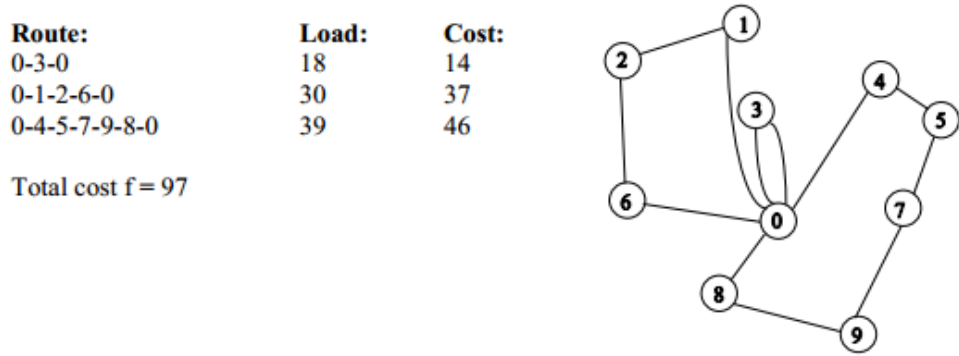 Route: Load: Cost:
0-3-0 18 14
0-1-2-6-0 30 37
0-4-5-7-9-8-0 39 46
Total cost f = 97
1
2
4
3
5
6
7
0
8
9